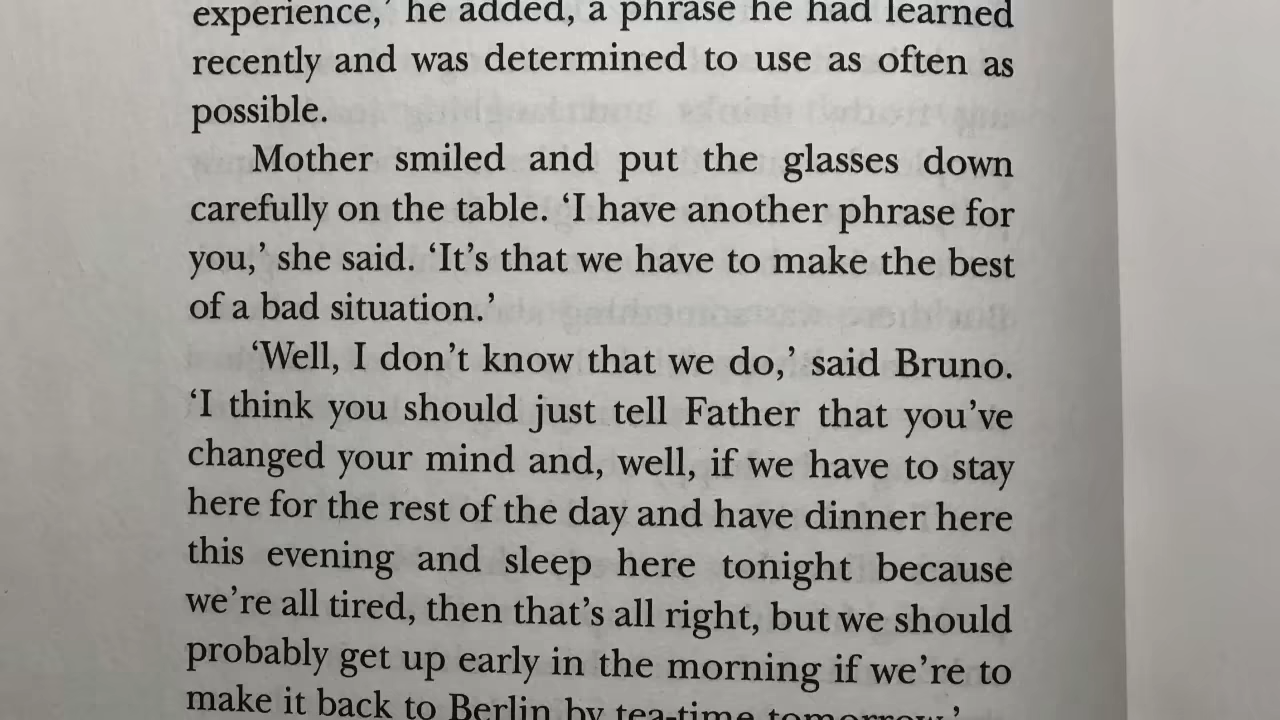 experience,’ he added, a phrase he had learned
recently and was determined to use as often as
possible.
Mother smiled and put the glasses down
carefully on the table. ‘I have another phrase for
you,’ she said. ‘It’s that we have to make the best
of a bad situation.’
‘Well, I don’t know that we do,’ said Bruno.
‘I think you should just tell Father that you’ve
changed your mind and, well, if we have to stay
here for the rest of the day and have dinner here
this evening and sleep here tonight because
we’re all tired, then that’s all right, but we should
probably get up early in the morning if we’re to
make it back to Berlin by tea-time tomorrow.’